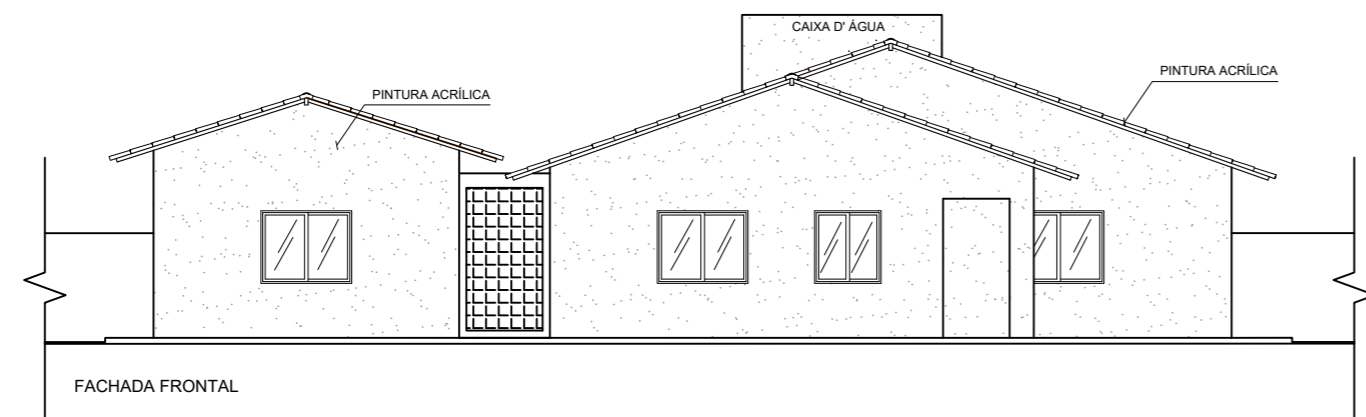 CAIXA D' ÁGUA
PINTURA ACRÍLICA
PINTURA ACRÍLICA
FACHADA FRONTAL